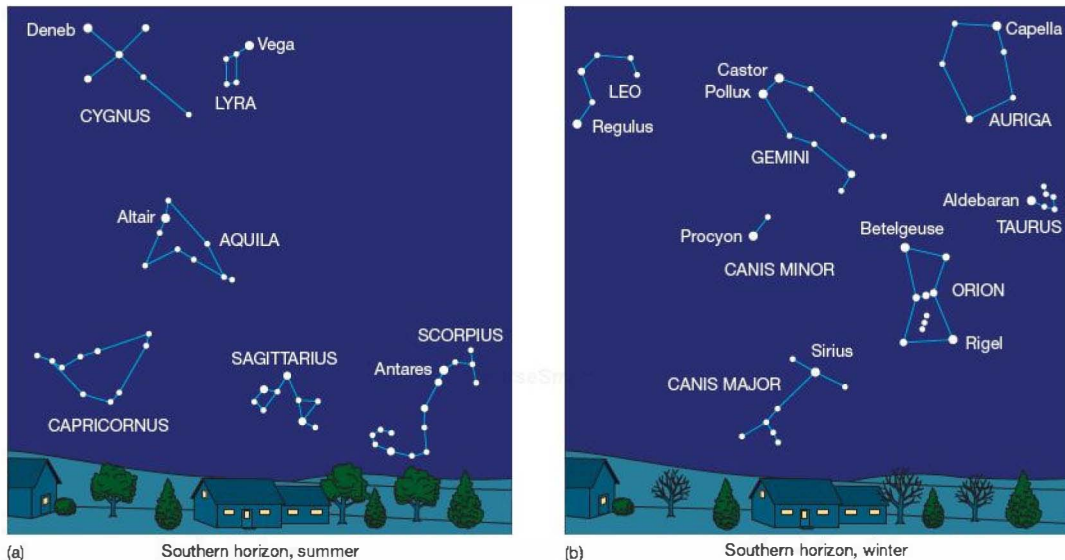 Deneb
Vega
CYGNUS
LYRA
Altair
AQUILA
SCORPIUS
SAGITTARIUS
Antares
CAPRICORNUS
(a) Southern horizon, summer
Capella
Castor
Pollux
LEO
Regulus
AURIGA
GEMINI
Aldebaran
TAURUS
Procyon
Betelgeuse
CANIS MINOR
ORION
Sirius
Rigel
CANIS MAJOR
(b) Southern horizon, winter